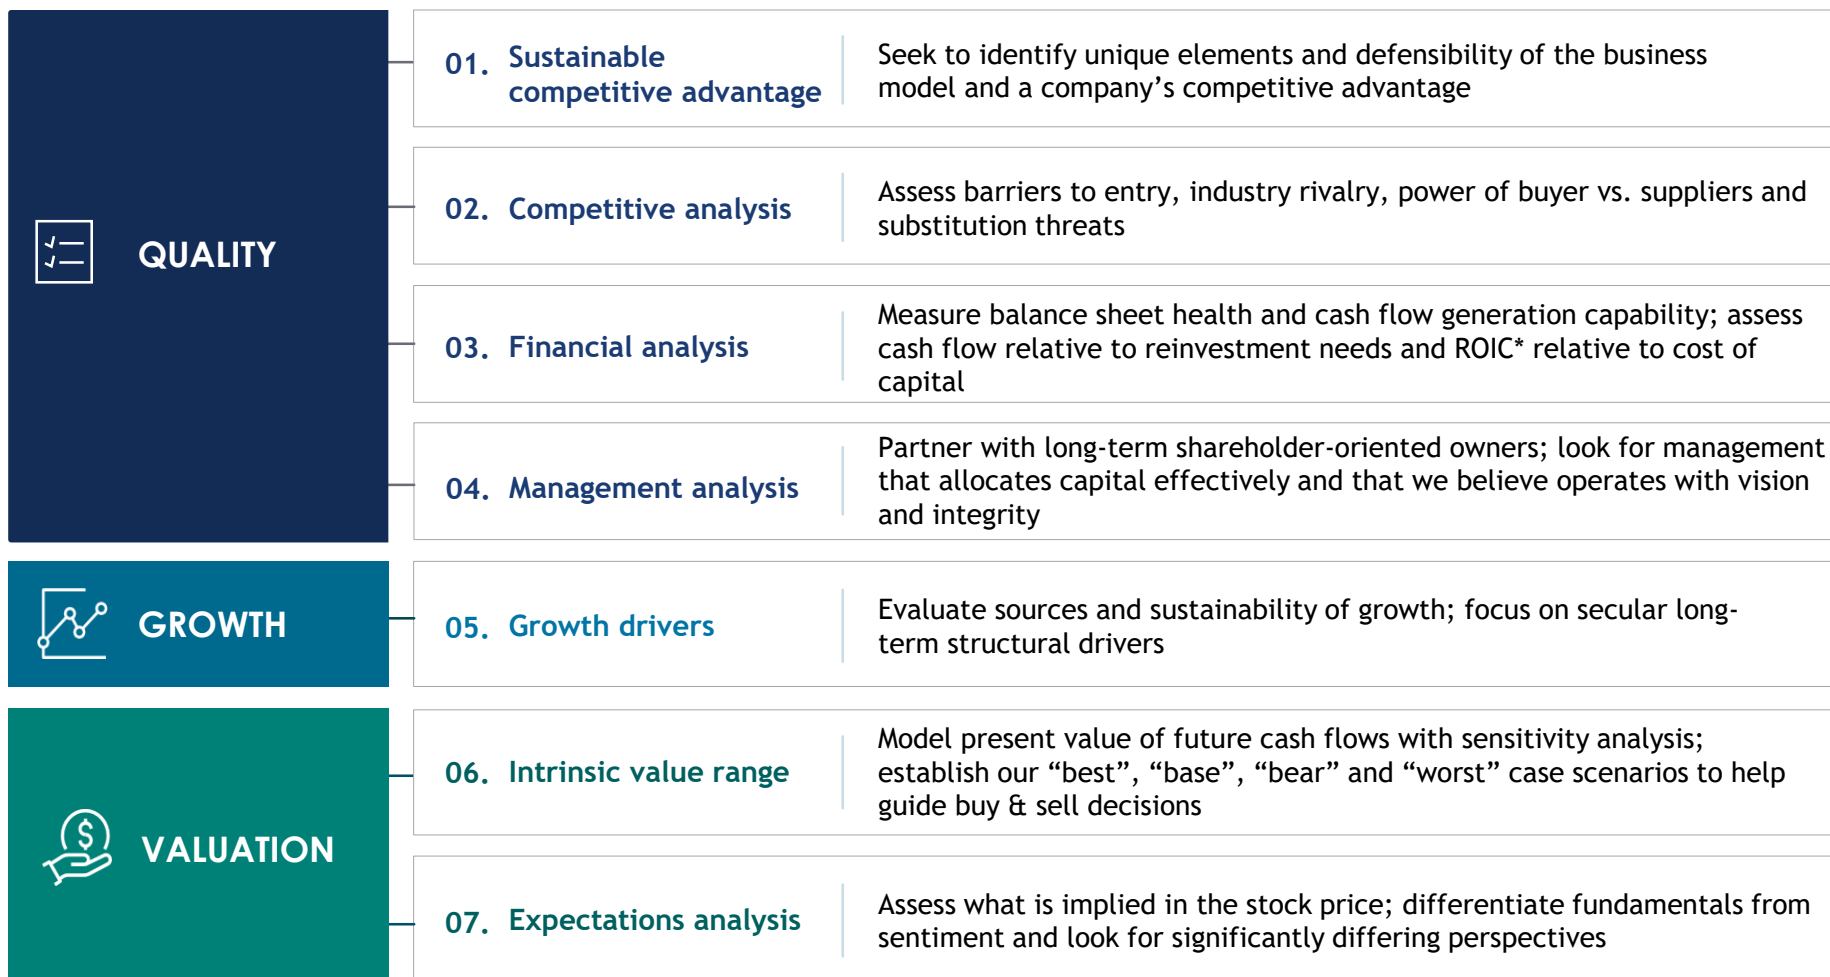 QUALITY
01. Sustainable
competitive advantage
Seek to identify unique elements and defensibility of the business
model and a company’s competitive advantage
02. Competitive analysis
Assess barriers to entry, industry rivalry, power of buyer vs. suppliers and
substitution threats
03. Financial analysis
Measure balance sheet health and cash flow generation capability; assess
cash flow relative to reinvestment needs and ROIC* relative to cost of
capital
04. Management analysis
Partner with long-term shareholder-oriented owners; look for management
that allocates capital effectively and that we believe operates with vision
and integrity
GROWTH
05. Growth drivers
Evaluate sources and sustainability of growth; focus on secular long-
term structural drivers
VALUATION
06. Intrinsic value range
Model present value of future cash flows with sensitivity analysis;
establish our “best”, “base”, “bear” and “worst” case scenarios to help
guide buy & sell decisions
07. Expectations analysis
Assess what is implied in the stock price; differentiate fundamentals from
sentiment and look for significantly differing perspectives